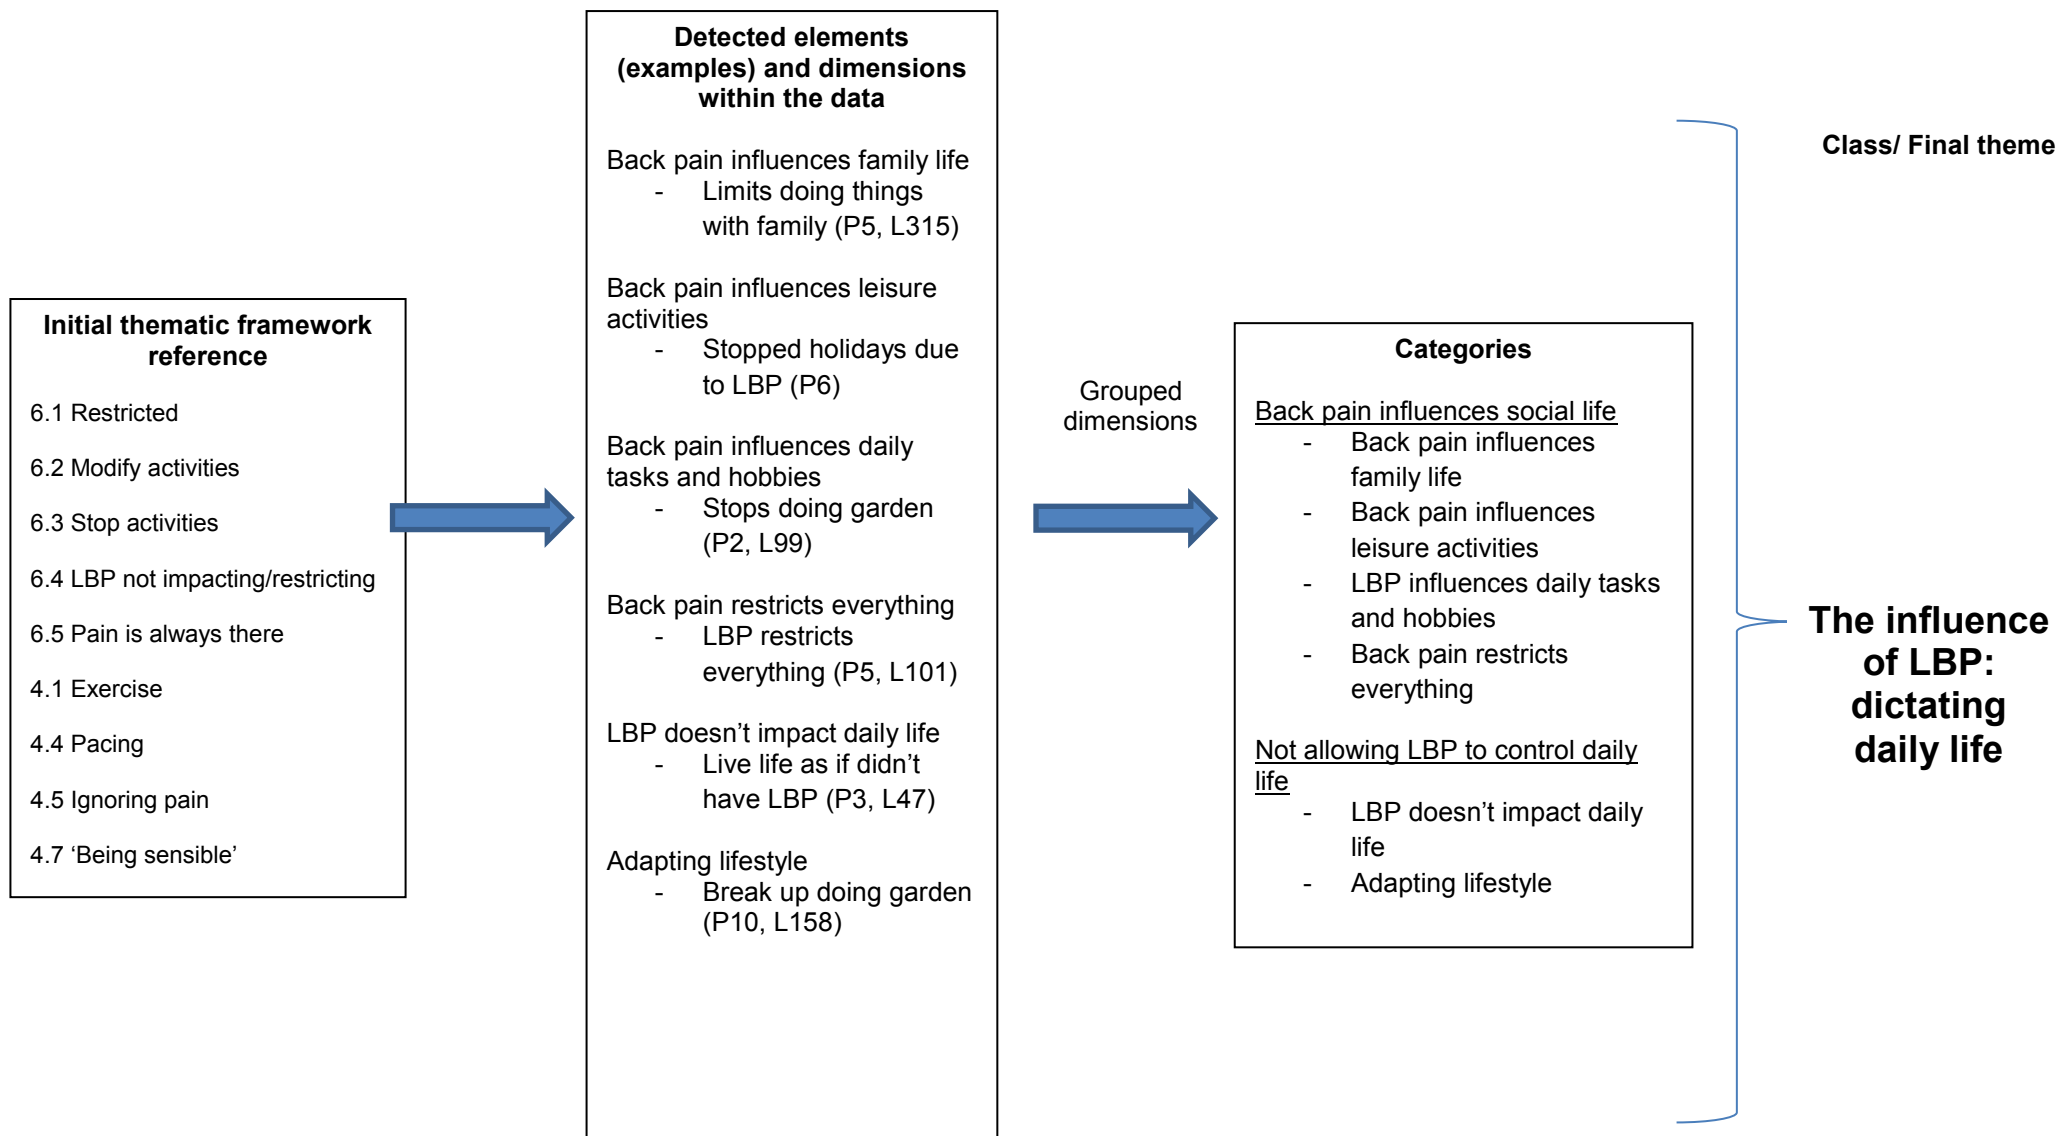 Initial thematic framework
reference
6.1 Restricted
6.2 Modify activities
6.3 Stop activities
6.4 LBP not impacting/restricting
6.5 Pain is always there
4.1 Exercise
4.4 Pacing
4.5 Ignoring pain
4.7 ‘Being sensible’
Detected elements
(examples) and dimensions
within the data
Back pain influences family life
- Limits doing things
with family (P5, L315)
Back pain influences leisure
activities
- Stopped holidays due
to LBP (P6)
Back pain influences daily
tasks and hobbies
- Stops doing garden
(P2, L99)
Back pain restricts everything
- LBP restricts
everything (P5, L101)
LBP doesn’t impact daily life
- Live life as if didn’t
have LBP (P3, L47)
Adapting lifestyle
- Break up doing garden
(P10, L158)
Grouped
dimensions
Categories
Back pain influences social life
- Back pain influences
family life
- Back pain influences
leisure activities
- LBP influences daily tasks
and hobbies
- Back pain restricts
everything
Not allowing LBP to control daily
life
- LBP doesn’t impact daily
life
- Adapting lifestyle
Class/ Final theme
The influence
of LBP:
dictating
daily life